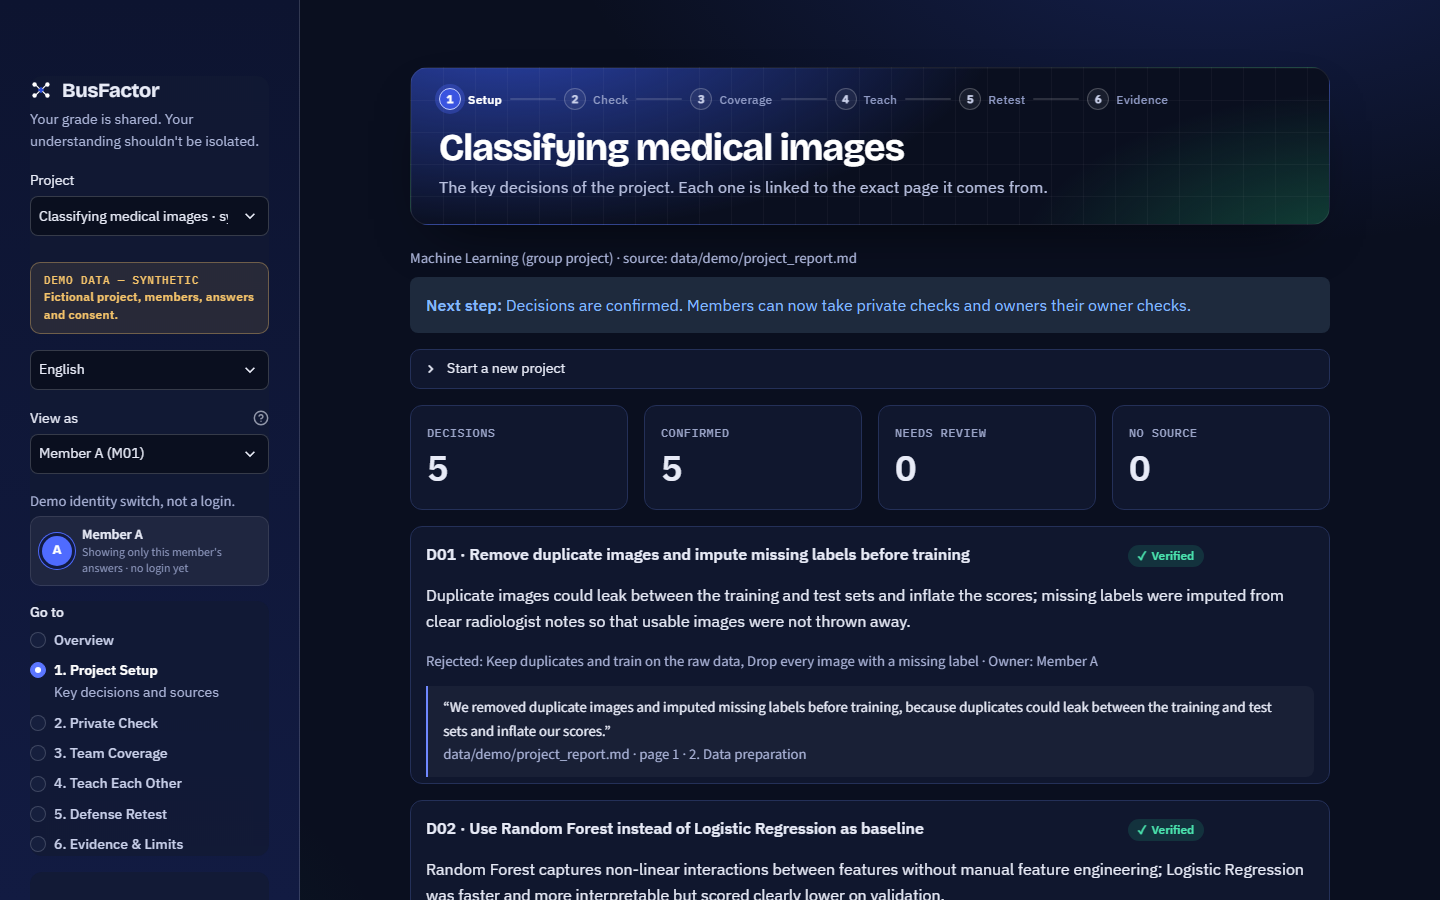 BusFactor
Your grade is shared. Your
understanding shouldn't be isolated.
Project
Classifying medical images · sy
DEMO DATA — SYNTHETIC
Fictional project, members, answers
and consent.
English
View as
Member A (M01)
Demo identity switch, not a login.
A
Member A
Showing only this member's
answers · no login yet
Go to
Overview
1. Project Setup
Key decisions and sources
2. Private Check
3. Team Coverage
4. Teach Each Other
5. Defense Retest
6. Evidence & Limits
1 Setup 2 Check 3 Coverage 4 Teach 5 Retest 6 Evidence
Classifying medical images
The key decisions of the project. Each one is linked to the exact page it comes from.
Machine Learning (group project) · source: data/demo/project_report.md
Next step: Decisions are confirmed. Members can now take private checks and owners their owner checks.
Start a new project
DECISIONS CONFIRMED NEEDS REVIEW NO SOURCE
5 5 0 0
D01 · Remove duplicate images and impute missing labels before training ✓ Verified
Duplicate images could leak between the training and test sets and inflate the scores; missing labels were imputed from
clear radiologist notes so that usable images were not thrown away.
Rejected: Keep duplicates and train on the raw data, Drop every image with a missing label · Owner: Member A
“We removed duplicate images and imputed missing labels before training, because duplicates could leak between the training and test
sets and inflate our scores.”
data/demo/project_report.md · page 1 · 2. Data preparation
D02 · Use Random Forest instead of Logistic Regression as baseline ✓ Verified
Random Forest captures non-linear interactions between features without manual feature engineering; Logistic Regression
was faster and more interpretable but scored clearly lower on validation.